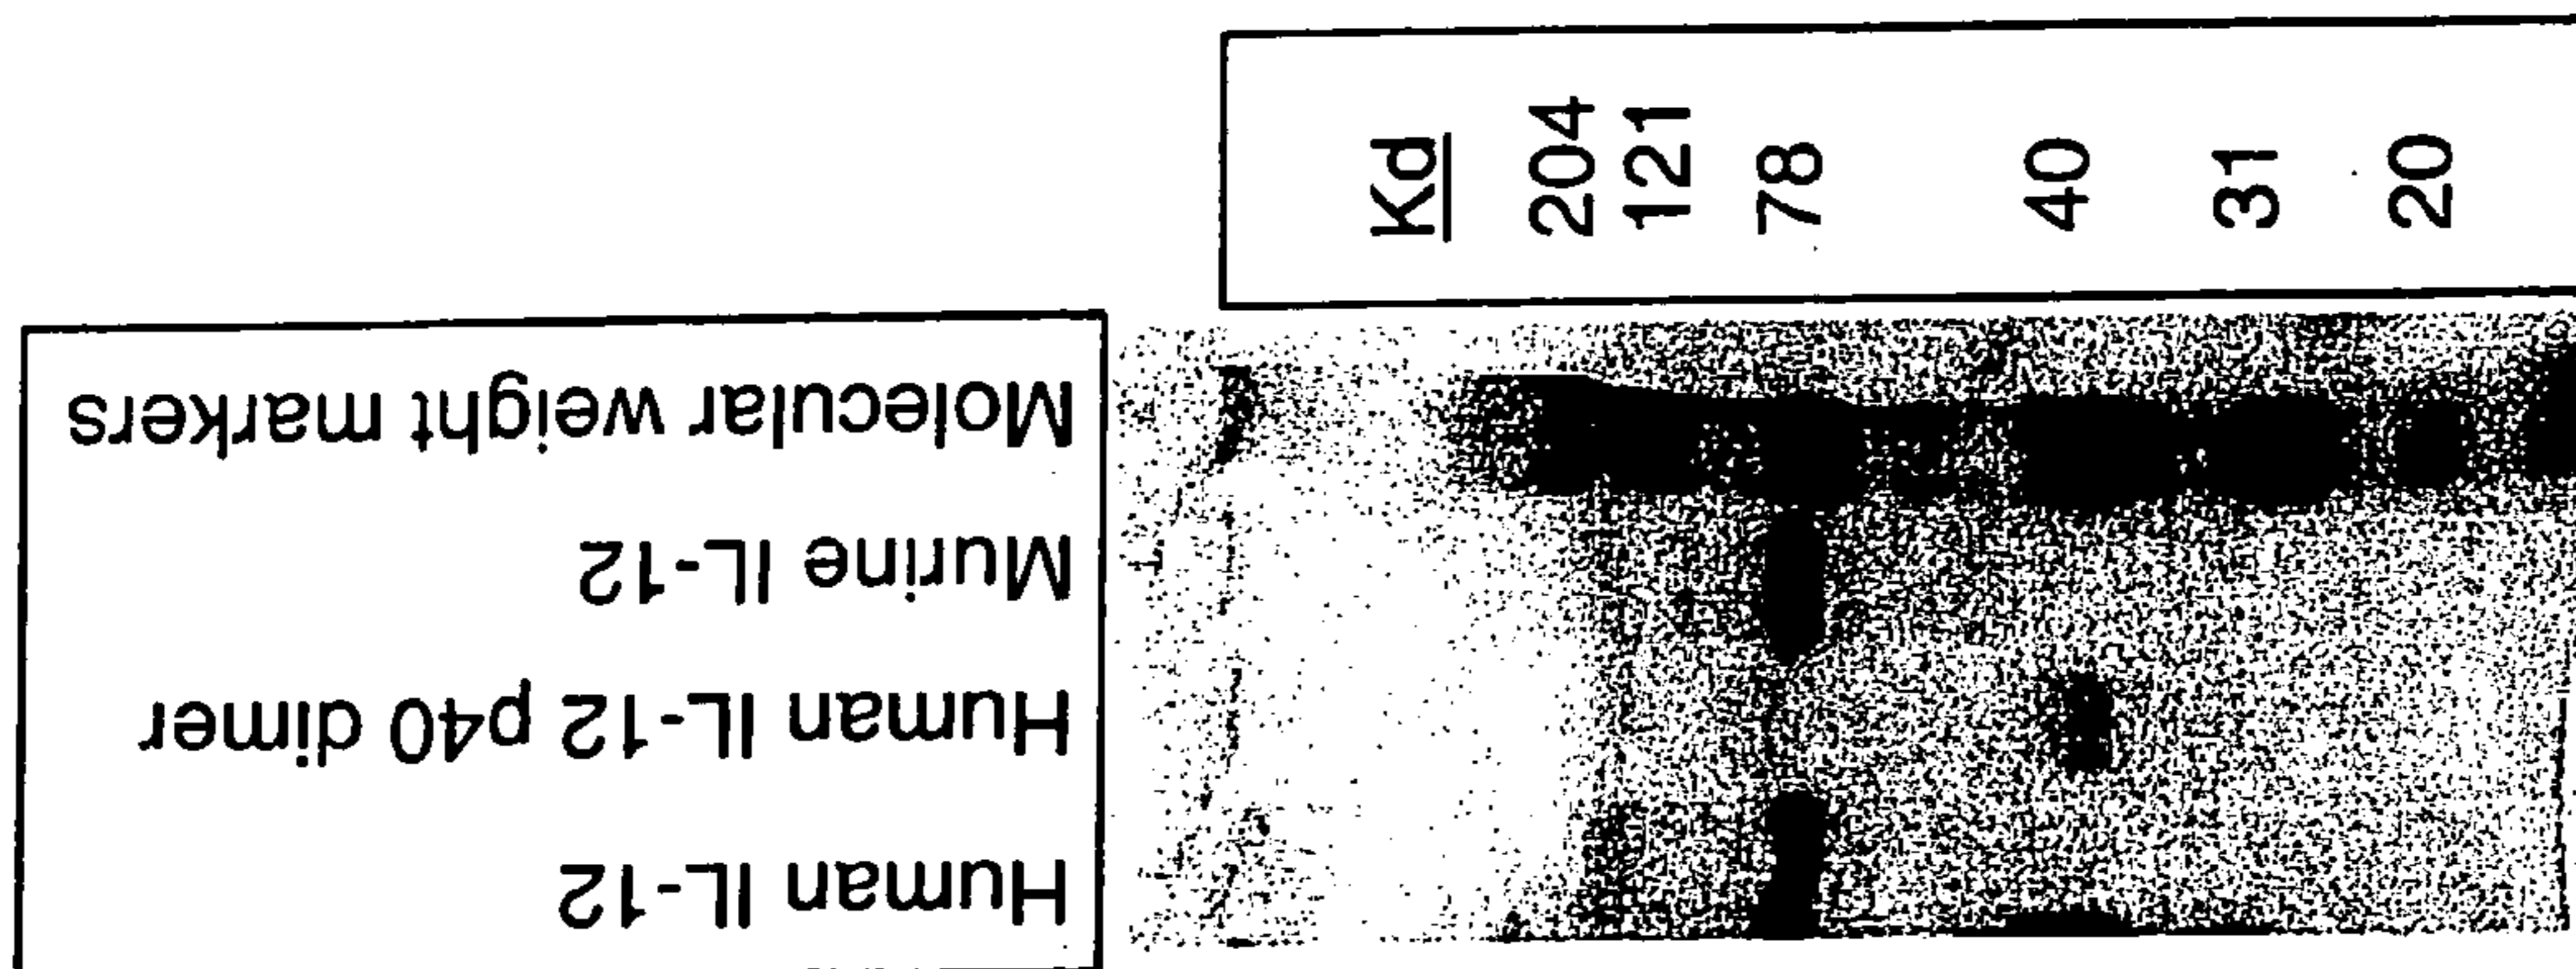 Kd
204
121
78
40
31
20
Molecular weight markers
Murine IL-12
Human IL-12 p40 dimer
Human IL-12